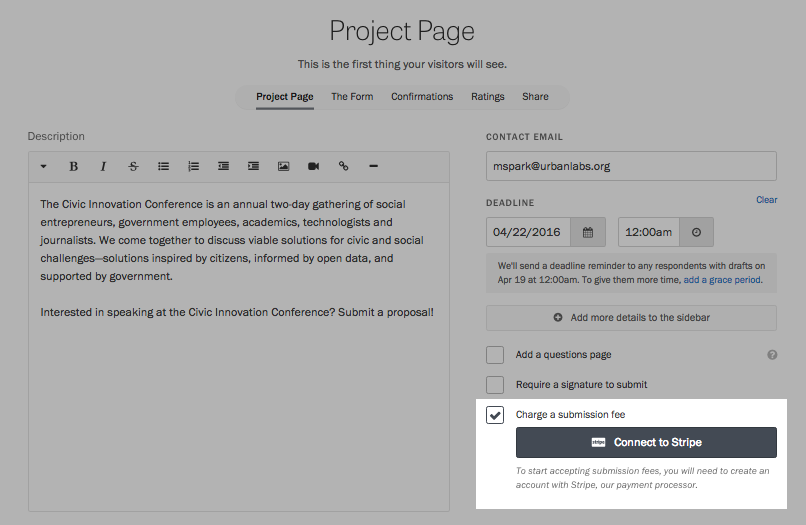 Project Page
This is the first thing your visitors will see.
Project Page The Form Confirmations Ratings Share
Description
B I S
The Civic Innovation Conference is an annual two-day gathering of social
entrepreneurs, government employees, academics, technologists and
journalists. We come together to discuss viable solutions for civic and social
challenges—solutions inspired by citizens, informed by open data, and
supported by government.
Interested in speaking at the Civic Innovation Conference? Submit a proposal!
CONTACT EMAIL
mspark@urbanlabs.org
DEADLINE Clear
04/22/2016 12:00am
We'll send a deadline reminder to any respondents with drafts on
Apr 19 at 12:00am. To give them more time, add a grace period.
Add more details to the sidebar
Add a questions page ?
Require a signature to submit
Charge a submission fee
stripe Connect to Stripe
To start accepting submission fees, you will need to create an
account with Stripe, our payment processor.